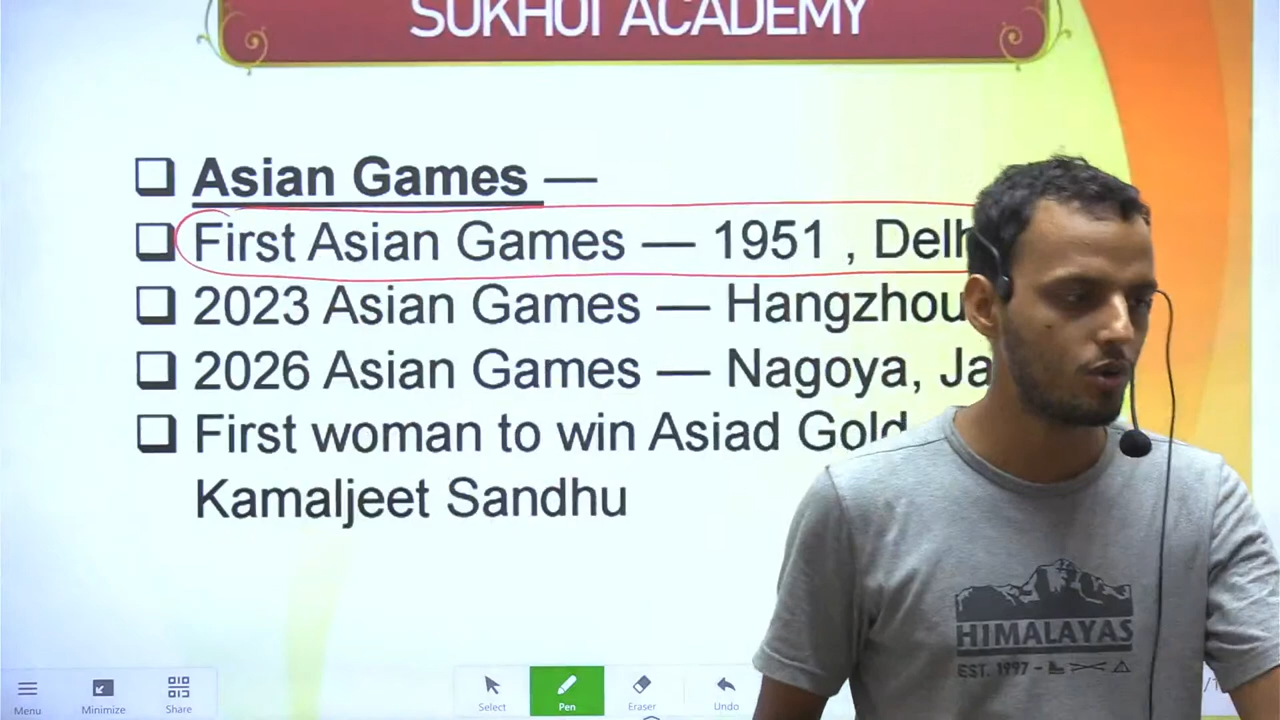 SUKHOI ACADEMY
Asian Games —
First Asian Games — 1951 , Delh
2023 Asian Games — Hangzhou
2026 Asian Games — Nagoya, Ja
First woman to win Asiad Gold
Kamaljeet Sandhu
HIMALAYAS
EST. 1997 -
Menu
Minimize
Share
Select
Pen
Eraser
Undo